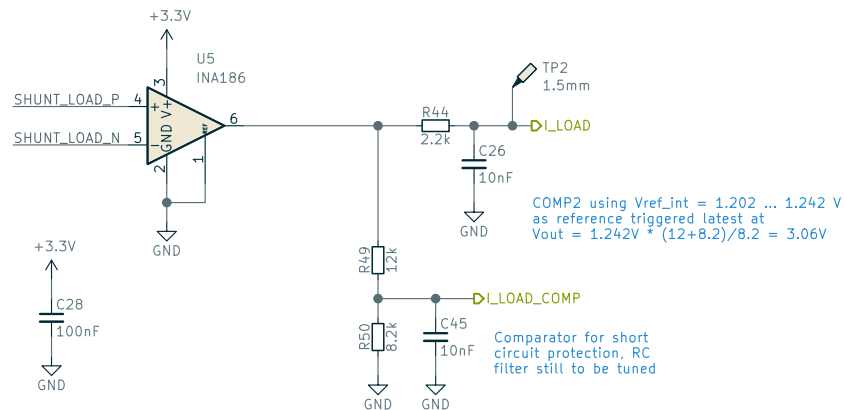 +3.3V
U5
INA186
3
V+
SHUNT_LOAD_P
4
+
6
SHUNT_LOAD_N
5
−
GND
Ref
2
1
GND
R44
2.2k
TP2
1.5mm
I_LOAD
C26
10nF
GND
COMP2 using Vref_int = 1.202 ... 1.242 V
as reference triggered latest at
Vout = 1.242V * (12+8.2)/8.2 = 3.06V
R49
12k
I_LOAD_COMP
R50
8.2k
C45
10nF
GND
GND
Comparator for short
circuit protection, RC
filter still to be tuned
+3.3V
C28
100nF
GND